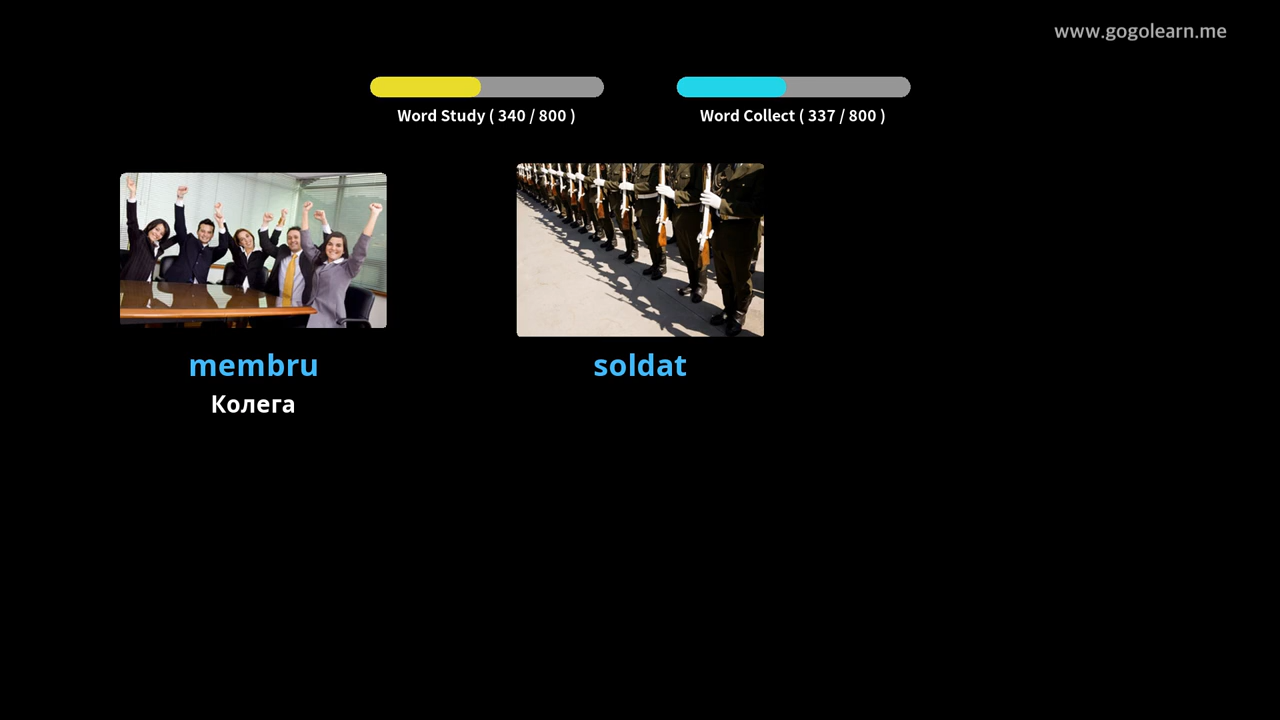 www.gogolearn.me
Word Study ( 340 / 800 )
Word Collect ( 337 / 800 )
membru
soldat
Колега